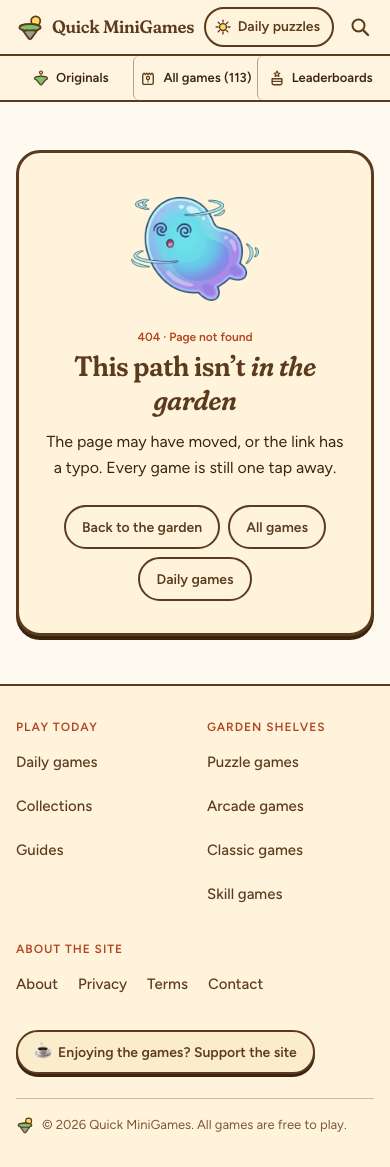 Quick MiniGames
Daily puzzles
Originals
All games (113)
Leaderboards
404 · Page not found
This path isn’t in the
garden
The page may have moved, or the link has
a typo. Every game is still one tap away.
Back to the garden
All games
Daily games
PLAY TODAY
Daily games
Collections
Guides
GARDEN SHELVES
Puzzle games
Arcade games
Classic games
Skill games
ABOUT THE SITE
About Privacy Terms Contact
Enjoying the games? Support the site
© 2026 Quick MiniGames. All games are free to play.